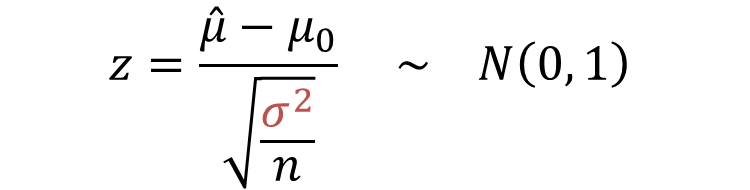 z = (μ̂ − μ₀) / √(σ²/n) ~ N(0, 1)